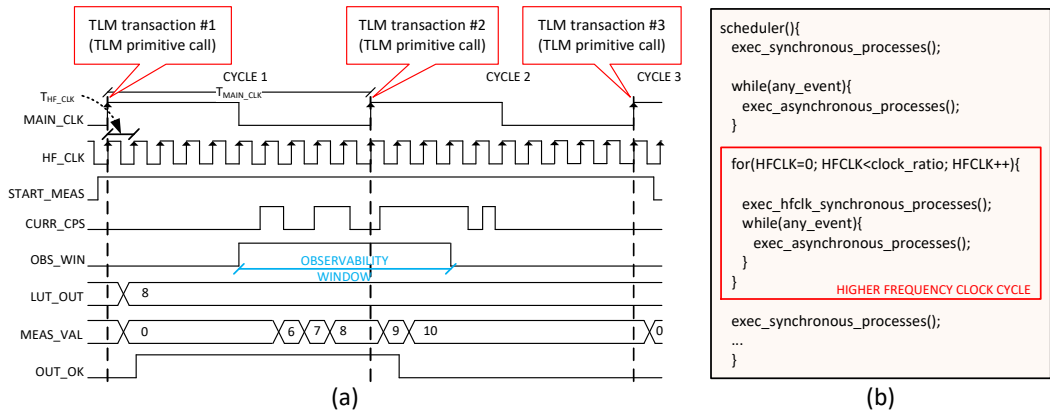 TLM transaction #1
(TLM primitive call)
TLM transaction #2
(TLM primitive call)
TLM transaction #3
(TLM primitive call)
CYCLE 1
CYCLE 2
CYCLE 3
THF_CLK
TMAIN_CLK
MAIN_CLK
HF_CLK
START_MEAS
CURR_CPS
OBS_WIN
OBSERVABILITY
WINDOW
LUT_OUT
8
MEAS_VAL
0
6
7
8
9
10
0
OUT_OK
(a)
scheduler(){
exec_synchronous_processes();
while(any_event){
exec_asynchronous_processes();
}
for(HFCLK=0; HFCLK<clock_ratio; HFCLK++){
exec_hfclk_synchronous_processes();
while(any_event){
exec_asynchronous_processes();
}
}
HIGHER FREQUENCY CLOCK CYCLE
exec_synchronous_processes();
...
}
(b)